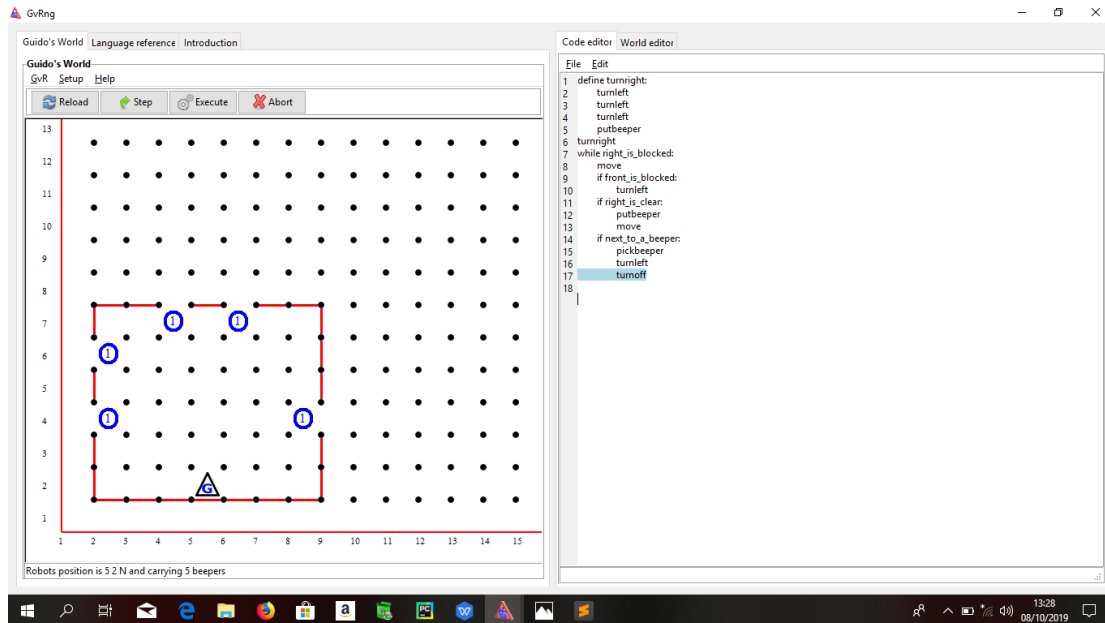 GvRng
Guido's World Language reference Introduction
Guido's World
GvR Setup Help
Reload Step Execute Abort
13
12
11
10
9
8
7
6
5
4
3
2
1
1 1
1
1 1
G
1 2 3 4 5 6 7 8 9 10 11 12 13 14 15
Robots position is 5 2 N and carrying 5 beepers
Code editor World editor
File Edit
1 define turnright:
2 turnleft
3 turnleft
4 turnleft
5 putbeeper
6 turnright
7 while right_is_blocked:
8 move
9 if front_is_blocked:
10 turnleft
11 if right_is_clear:
12 putbeeper
13 move
14 if next_to_a_beeper:
15 pickbeeper
16 turnleft
17 turnoff
18
13:28
08/10/2019